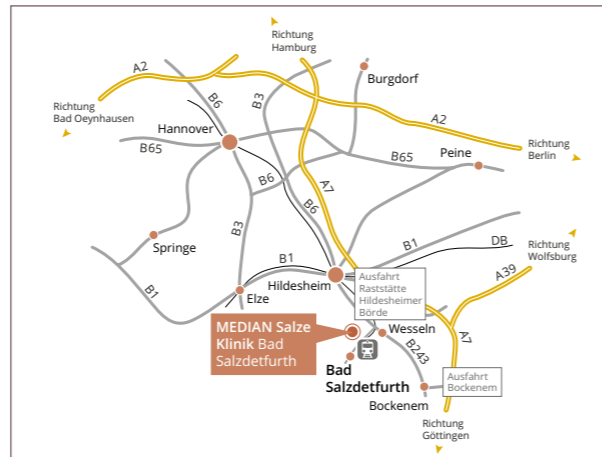 Richtung
Hamburg
A2
B6
B3
Burgdorf
Richtung
Bad Oeynhausen
Hannover
A2
B65
B65
Richtung
Berlin
Peine
B6
A7
B6
B3
Springe
B1
B1
DB
Richtung
Wolfsburg
B1
Hildesheim
Ausfahrt
Raststätte
Hildesheimer
Börde
A39
Elze
MEDIAN Salze
Klinik Bad
Salzdetfurth
Wesseln
A7
B243
Bad
Salzdetfurth
Ausfahrt
Bockenem
Bockenem
Richtung
Göttingen